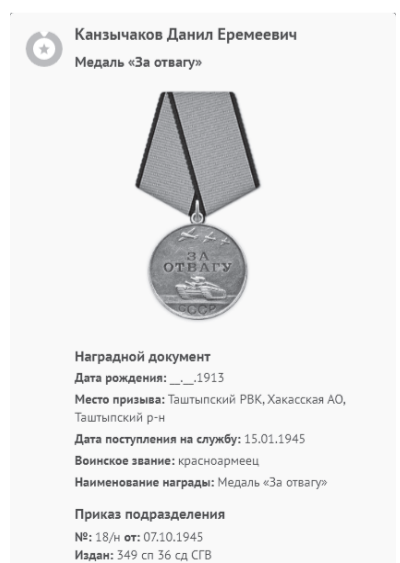 Канзычаков Данил Еремеевич
Медаль «За отвагу»
ЗА
ОТВАГУ
СССР
Наградной документ
Дата рождения: __.__.1913
Место призыва: Таштыпский РВК, Хакасская АО,
Таштыпский р-н
Дата поступления на службу: 15.01.1945
Воинское звание: красноармеец
Наименование награды: Медаль «За отвагу»
Приказ подразделения
№: 18/н от: 07.10.1945
Издан: 349 сп 36 сд СГВ